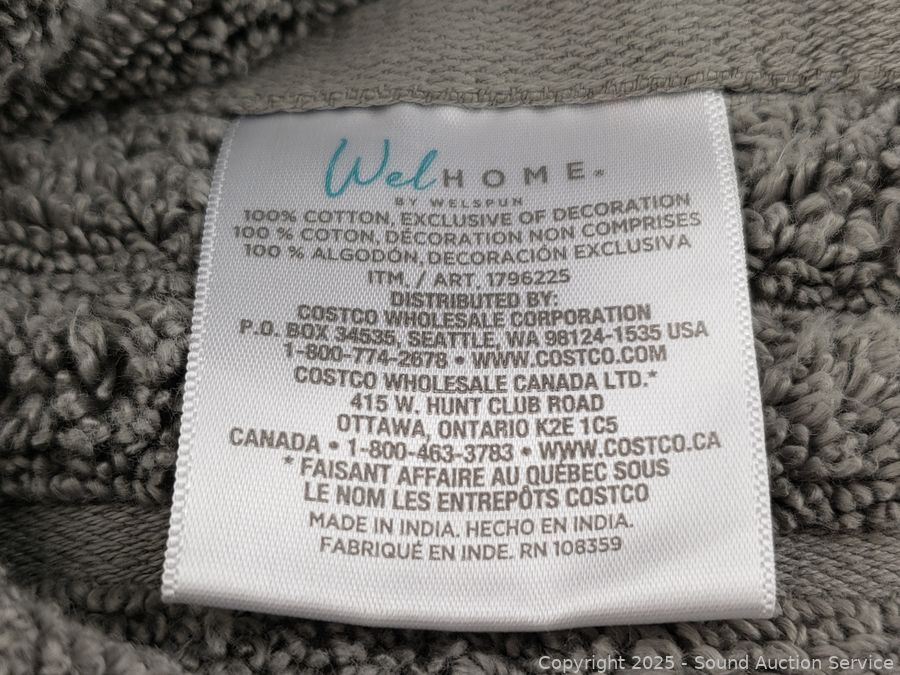 Wel HOME.
BY WELSPUN
100% COTTON, EXCLUSIVE OF DECORATION
100 % COTON, DÉCORATION NON COMPRISES
100 % ALGODÓN, DECORACIÓN EXCLUSIVA
ITM. / ART. 1796225
DISTRIBUTED BY:
COSTCO WHOLESALE CORPORATION
P.O. BOX 34535, SEATTLE, WA 98124-1535 USA
1-800-774-2678 • WWW.COSTCO.COM
COSTCO WHOLESALE CANADA LTD.*
415 W. HUNT CLUB ROAD
OTTAWA, ONTARIO K2E 1C5
CANADA • 1-800-463-3783 • WWW.COSTCO.CA
* FAISANT AFFAIRE AU QUÉBEC SOUS
LE NOM LES ENTREPÔTS COSTCO
MADE IN INDIA. HECHO EN INDIA.
FABRIQUÉ EN INDE. RN 108359
Copyright © 2025 - Sound Auction Service